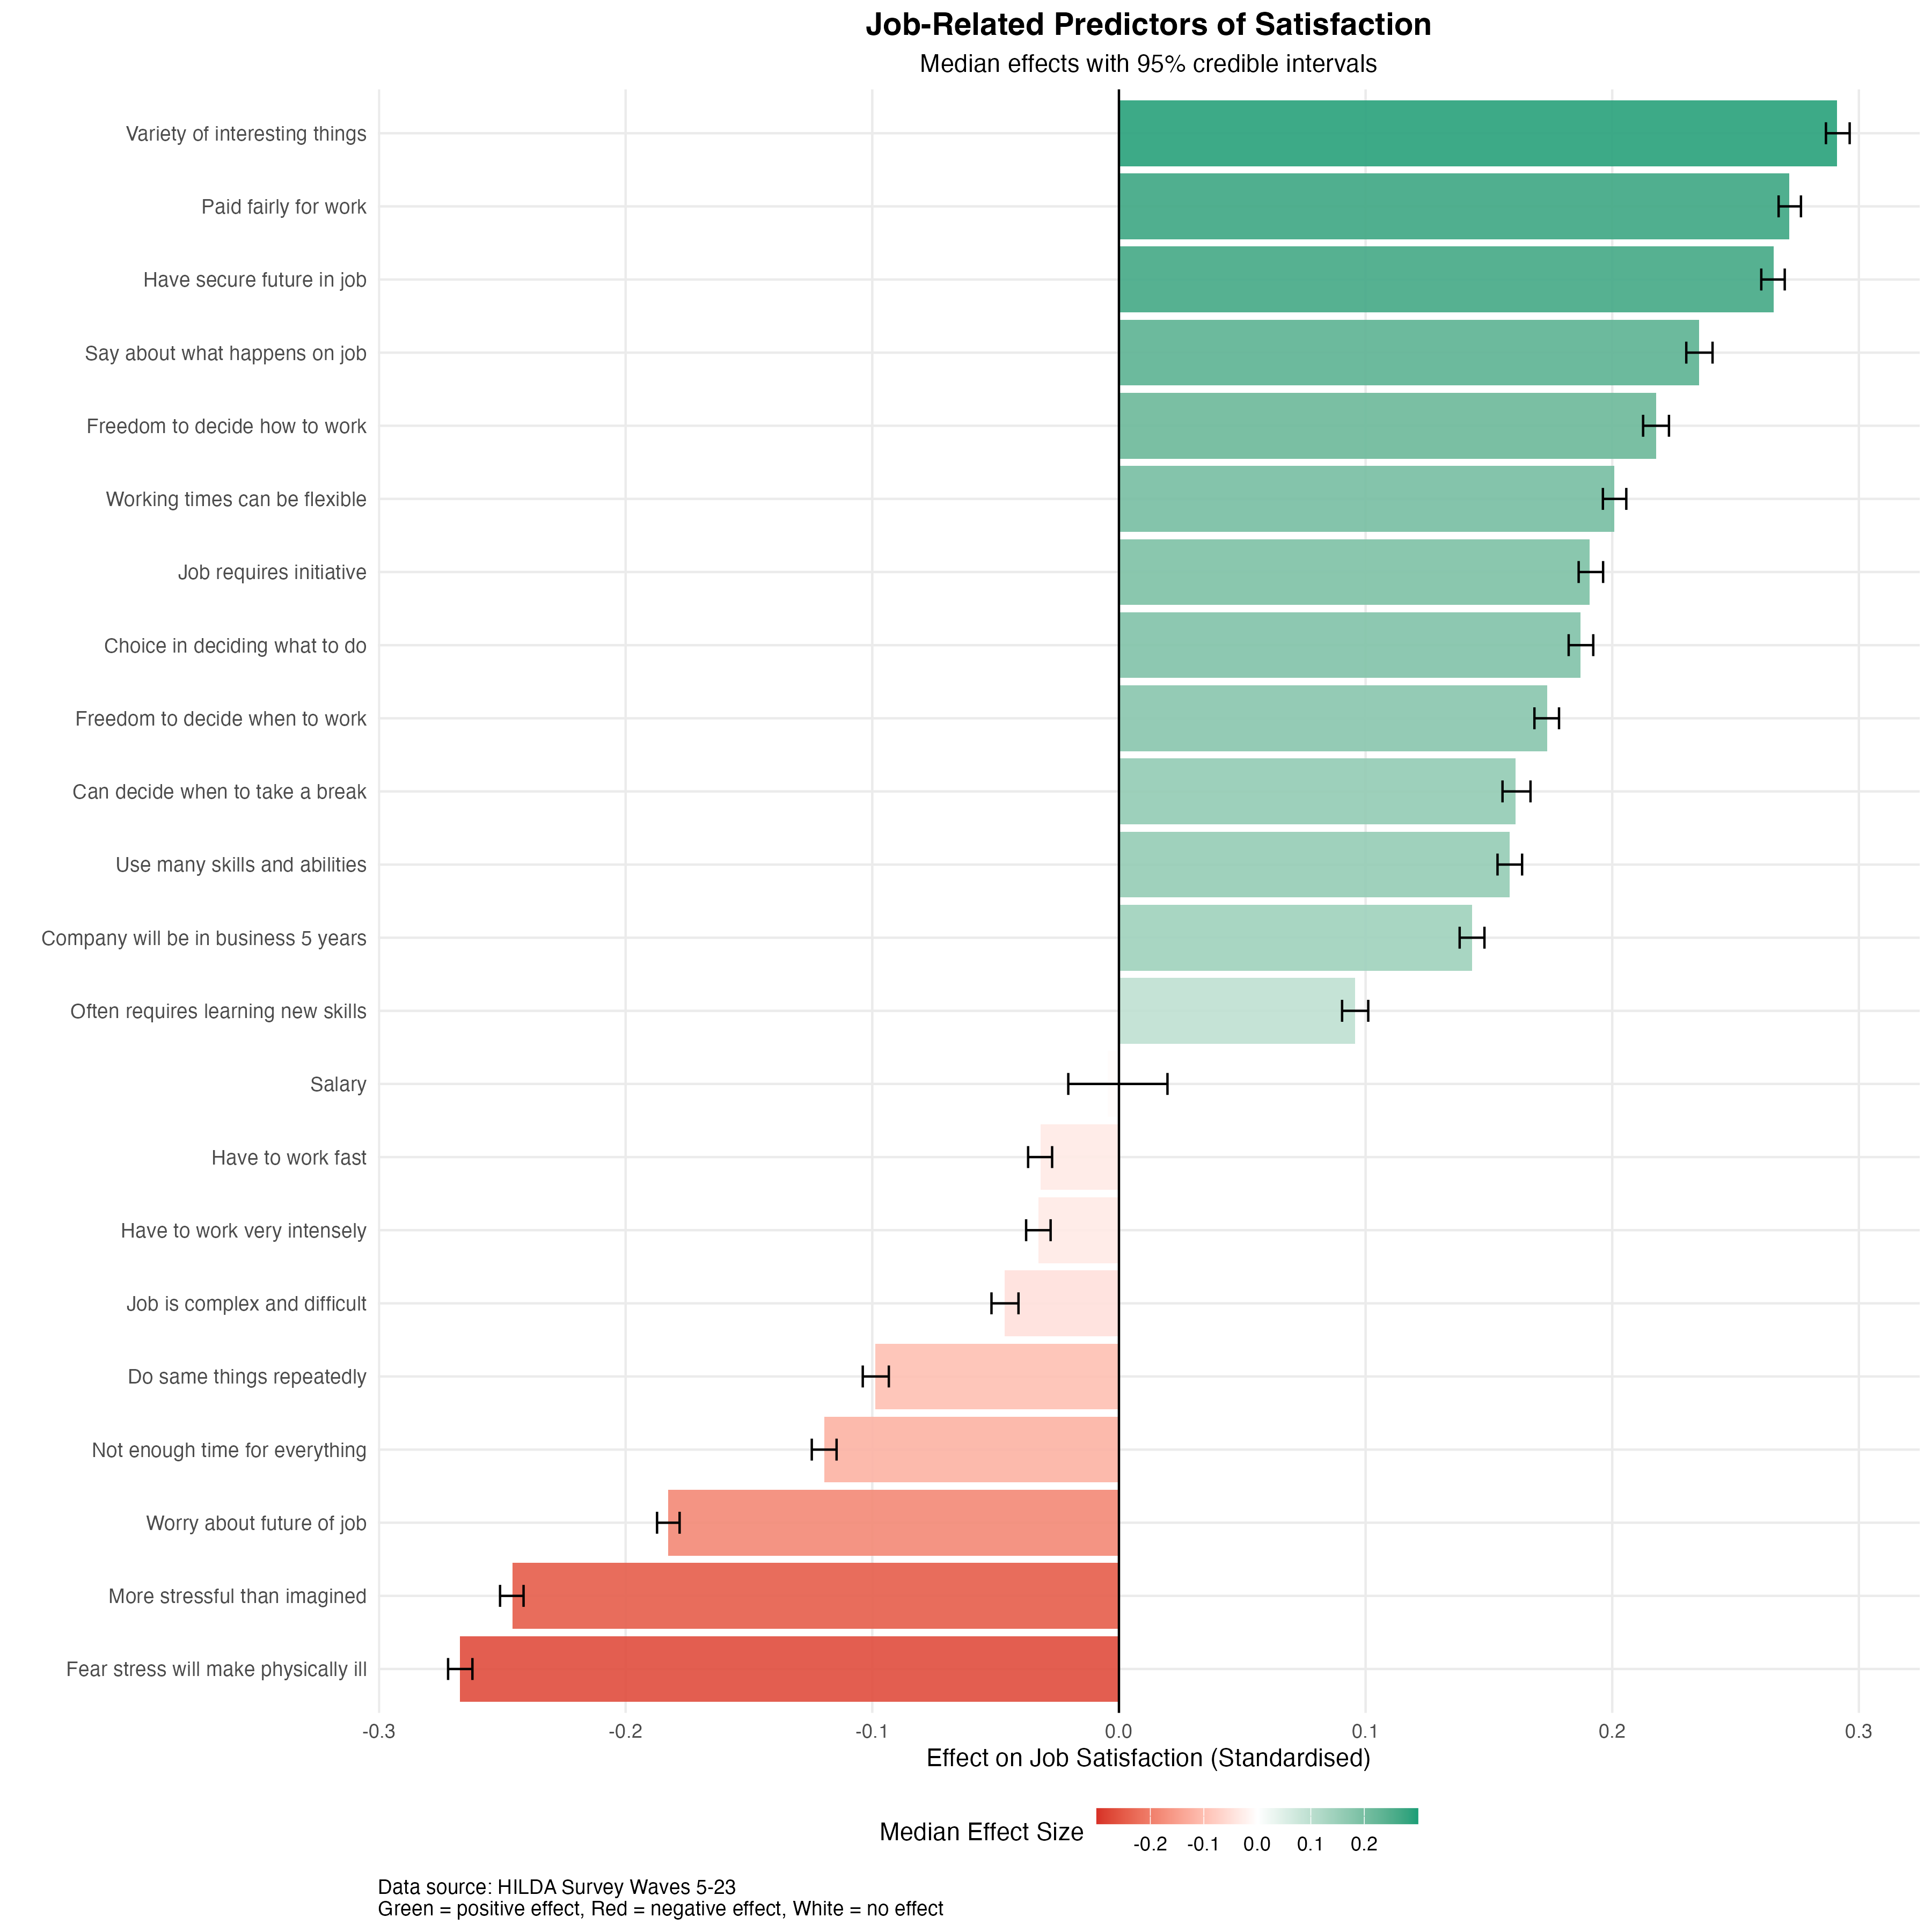 Job-Related Predictors of Satisfaction
Median effects with 95% credible intervals
Variety of interesting things
Paid fairly for work
Have secure future in job
Say about what happens on job
Freedom to decide how to work
Working times can be flexible
Job requires initiative
Choice in deciding what to do
Freedom to decide when to work
Can decide when to take a break
Use many skills and abilities
Company will be in business 5 years
Often requires learning new skills
Salary
Have to work fast
Have to work very intensely
Job is complex and difficult
Do same things repeatedly
Not enough time for everything
Worry about future of job
More stressful than imagined
Fear stress will make physically ill
-0.3 -0.2 -0.1 0.0 0.1 0.2 0.3
Effect on Job Satisfaction (Standardised)
Median Effect Size
-0.2 -0.1 0.0 0.1 0.2
Data source: HILDA Survey Waves 5-23
Green = positive effect, Red = negative effect, White = no effect